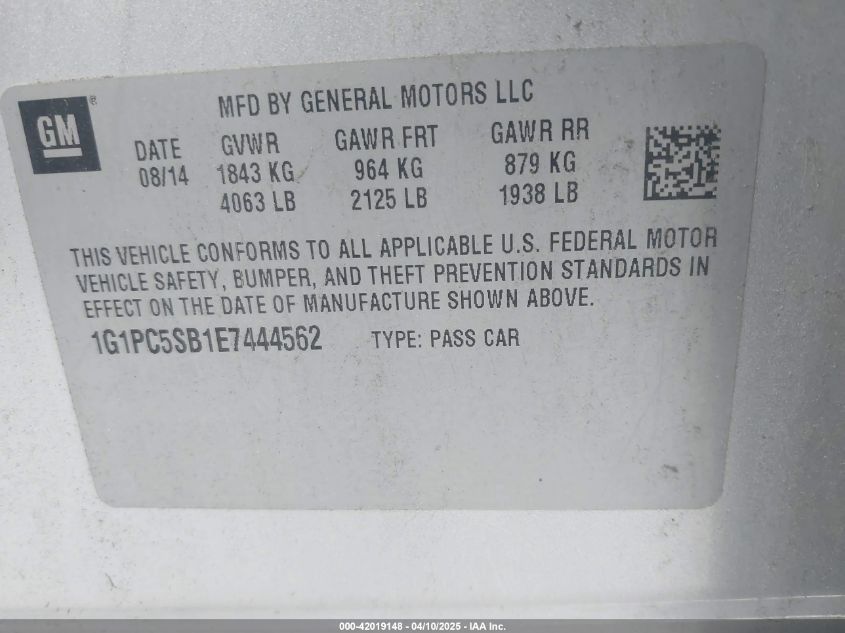 GM®
MFD BY GENERAL MOTORS LLC
DATE GVWR GAWR FRT GAWR RR
08/14 1843 KG 964 KG 879 KG
4063 LB 2125 LB 1938 LB
THIS VEHICLE CONFORMS TO ALL APPLICABLE U.S. FEDERAL MOTOR
VEHICLE SAFETY, BUMPER, AND THEFT PREVENTION STANDARDS IN
EFFECT ON THE DATE OF MANUFACTURE SHOWN ABOVE.
1G1PC5SB1E7444562 TYPE: PASS CAR
000-42019148 - 04/10/2025 - IAA Inc.